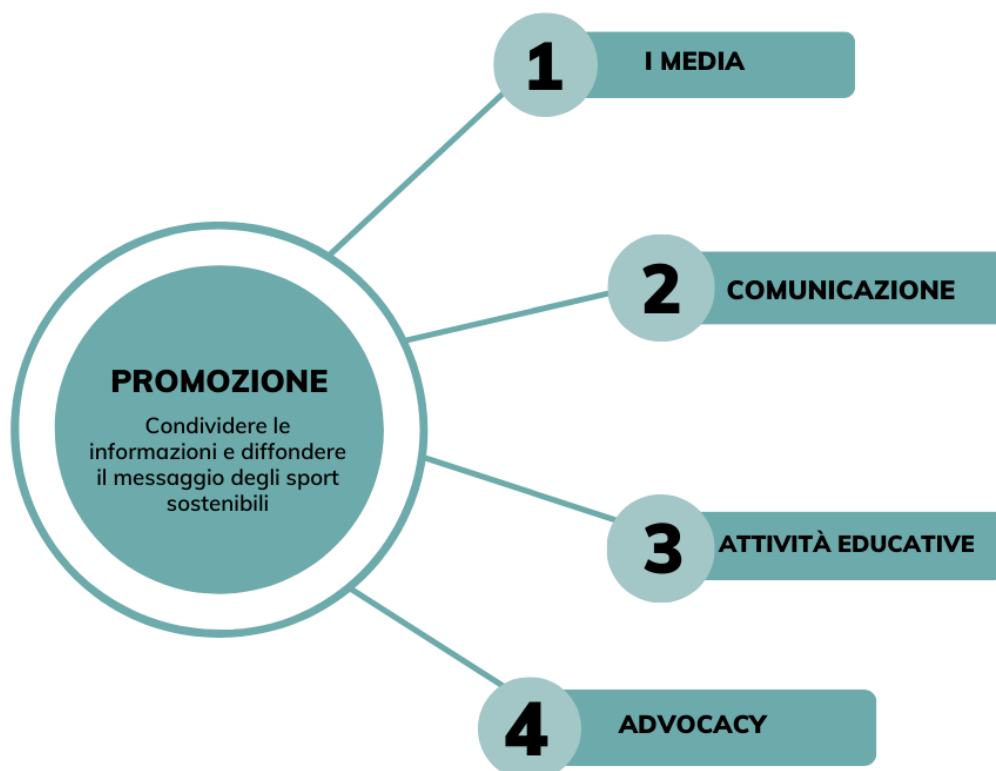 1
I MEDIA
2
COMUNICAZIONE
PROMOZIONE
Condividere le
informazioni e diffondere
il messaggio degli sport
sostenibili
3
ATTIVITÀ EDUCATIVE
4
ADVOCACY